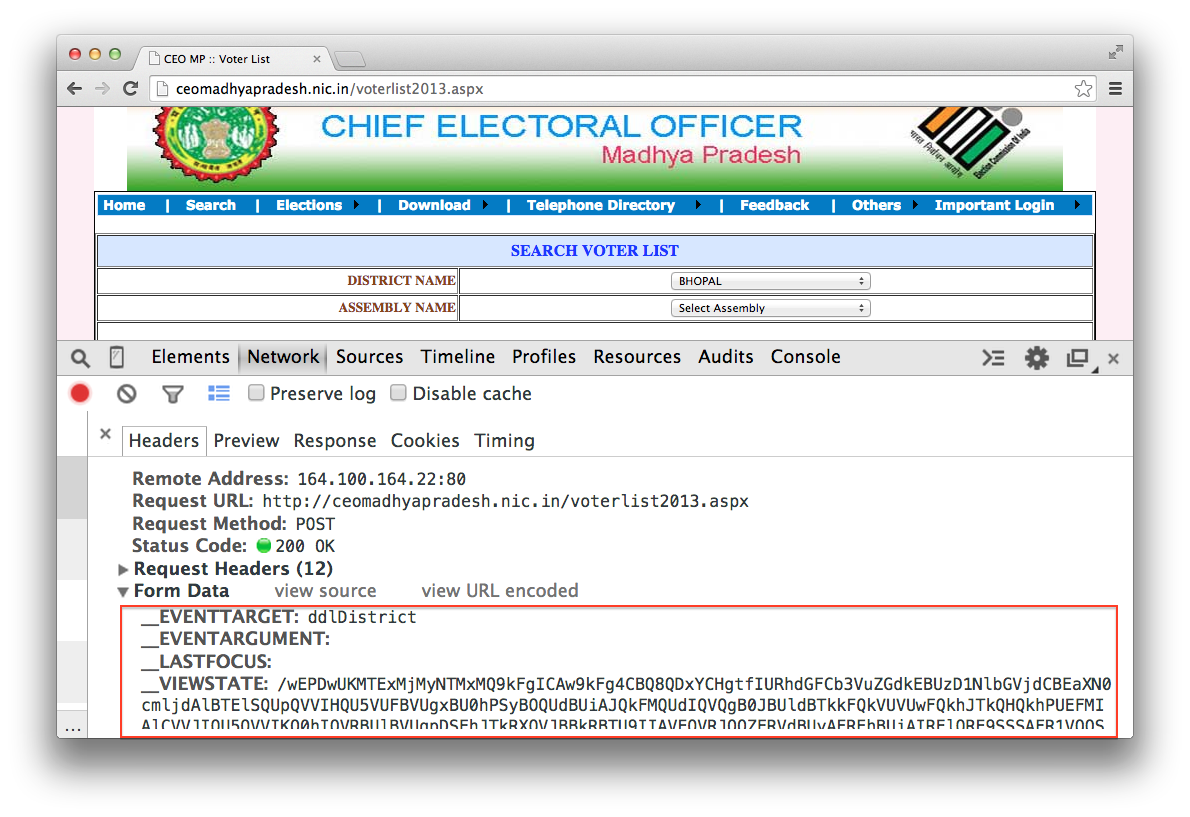 CEO MP :: Voter List
ceomadhyapradesh.nic.in/voterlist2013.aspx
CHIEF ELECTORAL OFFICER
Madhya Pradesh
Election Commission Of India
Home | Search | Elections | Download | Telephone Directory | Feedback | Others Important Login
SEARCH VOTER LIST
DISTRICT NAME BHOPAL
ASSEMBLY NAME Select Assembly
Elements Network Sources Timeline Profiles Resources Audits Console
Preserve log Disable cache
Headers Preview Response Cookies Timing
Remote Address: 164.100.164.22:80
Request URL: http://ceomadhyapradesh.nic.in/voterlist2013.aspx
Request Method: POST
Status Code: 200 OK
Request Headers (12)
Form Data view source view URL encoded
__EVENTTARGET: ddlDistrict
__EVENTARGUMENT:
__LASTFOCUS:
__VIEWSTATE: /wEPDwUKMTExMjMyNTMxMQ9kFgICAw9kFg4CBQ8QDxYCHgtfIURhdGFCb3VuZGdkEBUzD1NlbGVjdCBEaXN0
cmljdAlBTElSQUpQVVIHQU5VUFBVUgxBU0hPSyBOQUdBUiAJQkFMQUdIQVQgB0JBUldBTkkFQkVUVUwFQkhJTkQHQkhPUEFMI
...